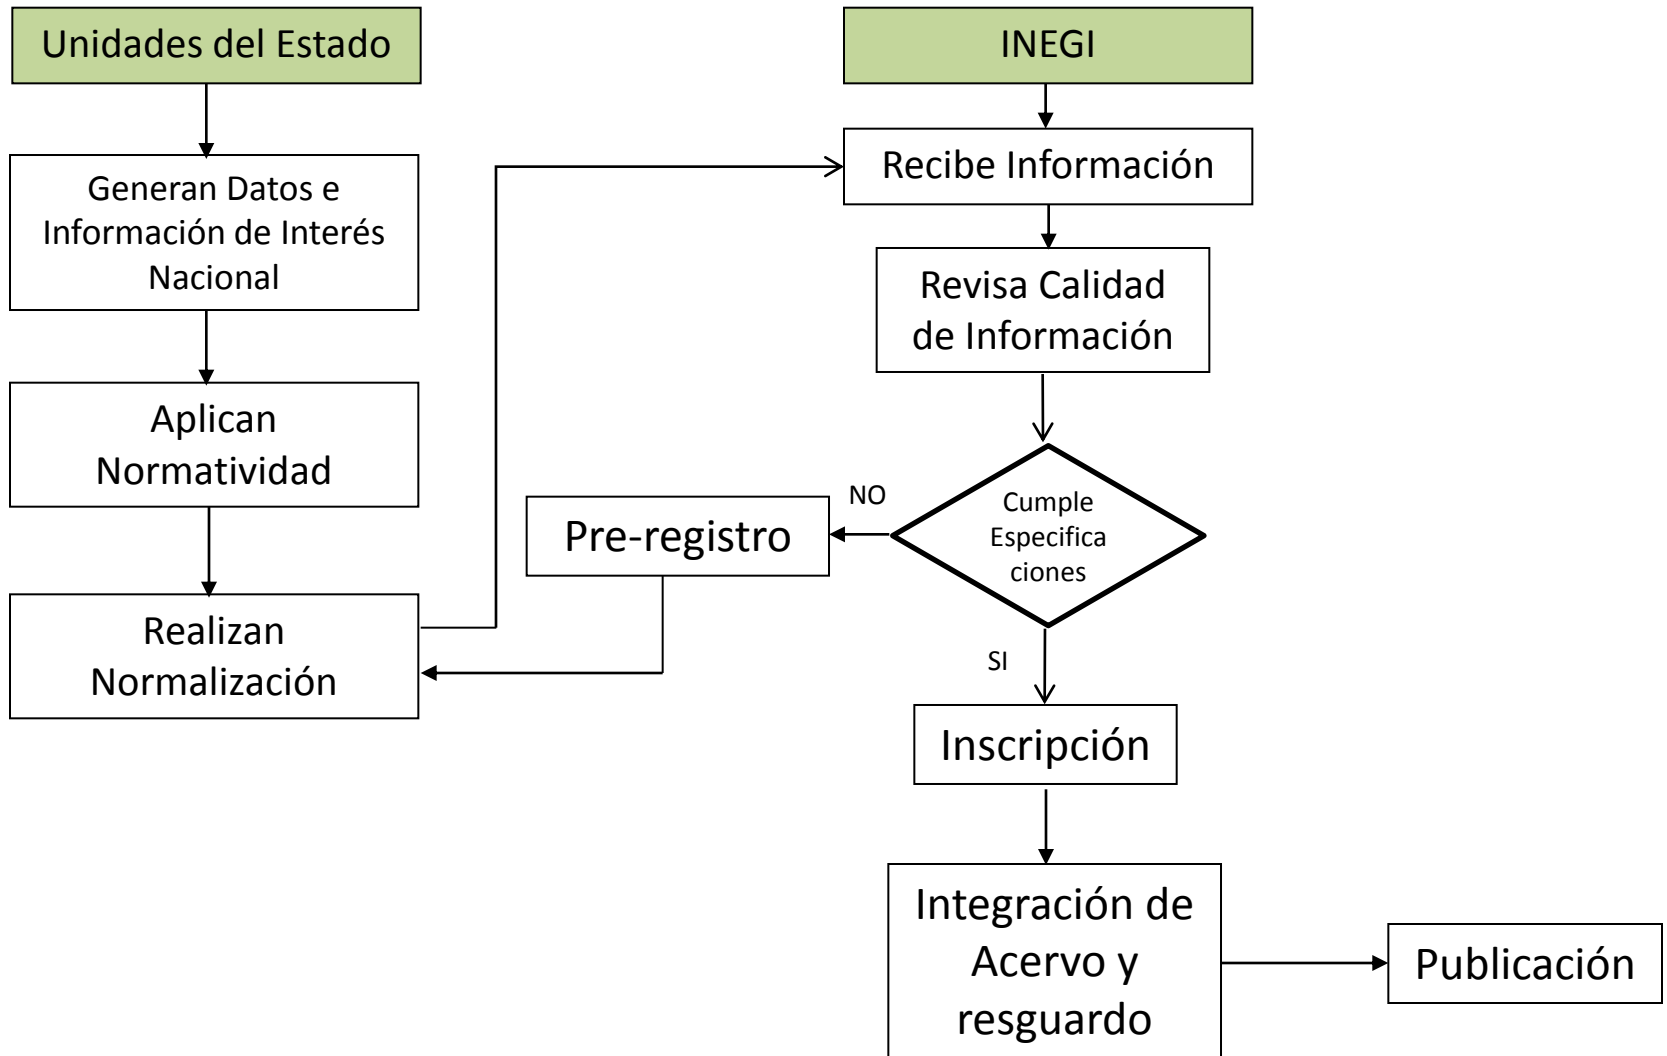 Unidades del Estado
Generan Datos e
Información de Interés
Nacional
Aplican
Normatividad
Realizan
Normalización
INEGI
Recibe Información
Revisa Calidad
de Información
Cumple
Especifica
ciones
NO
Pre-registro
SI
Inscripción
Integración de
Acervo y
resguardo
Publicación